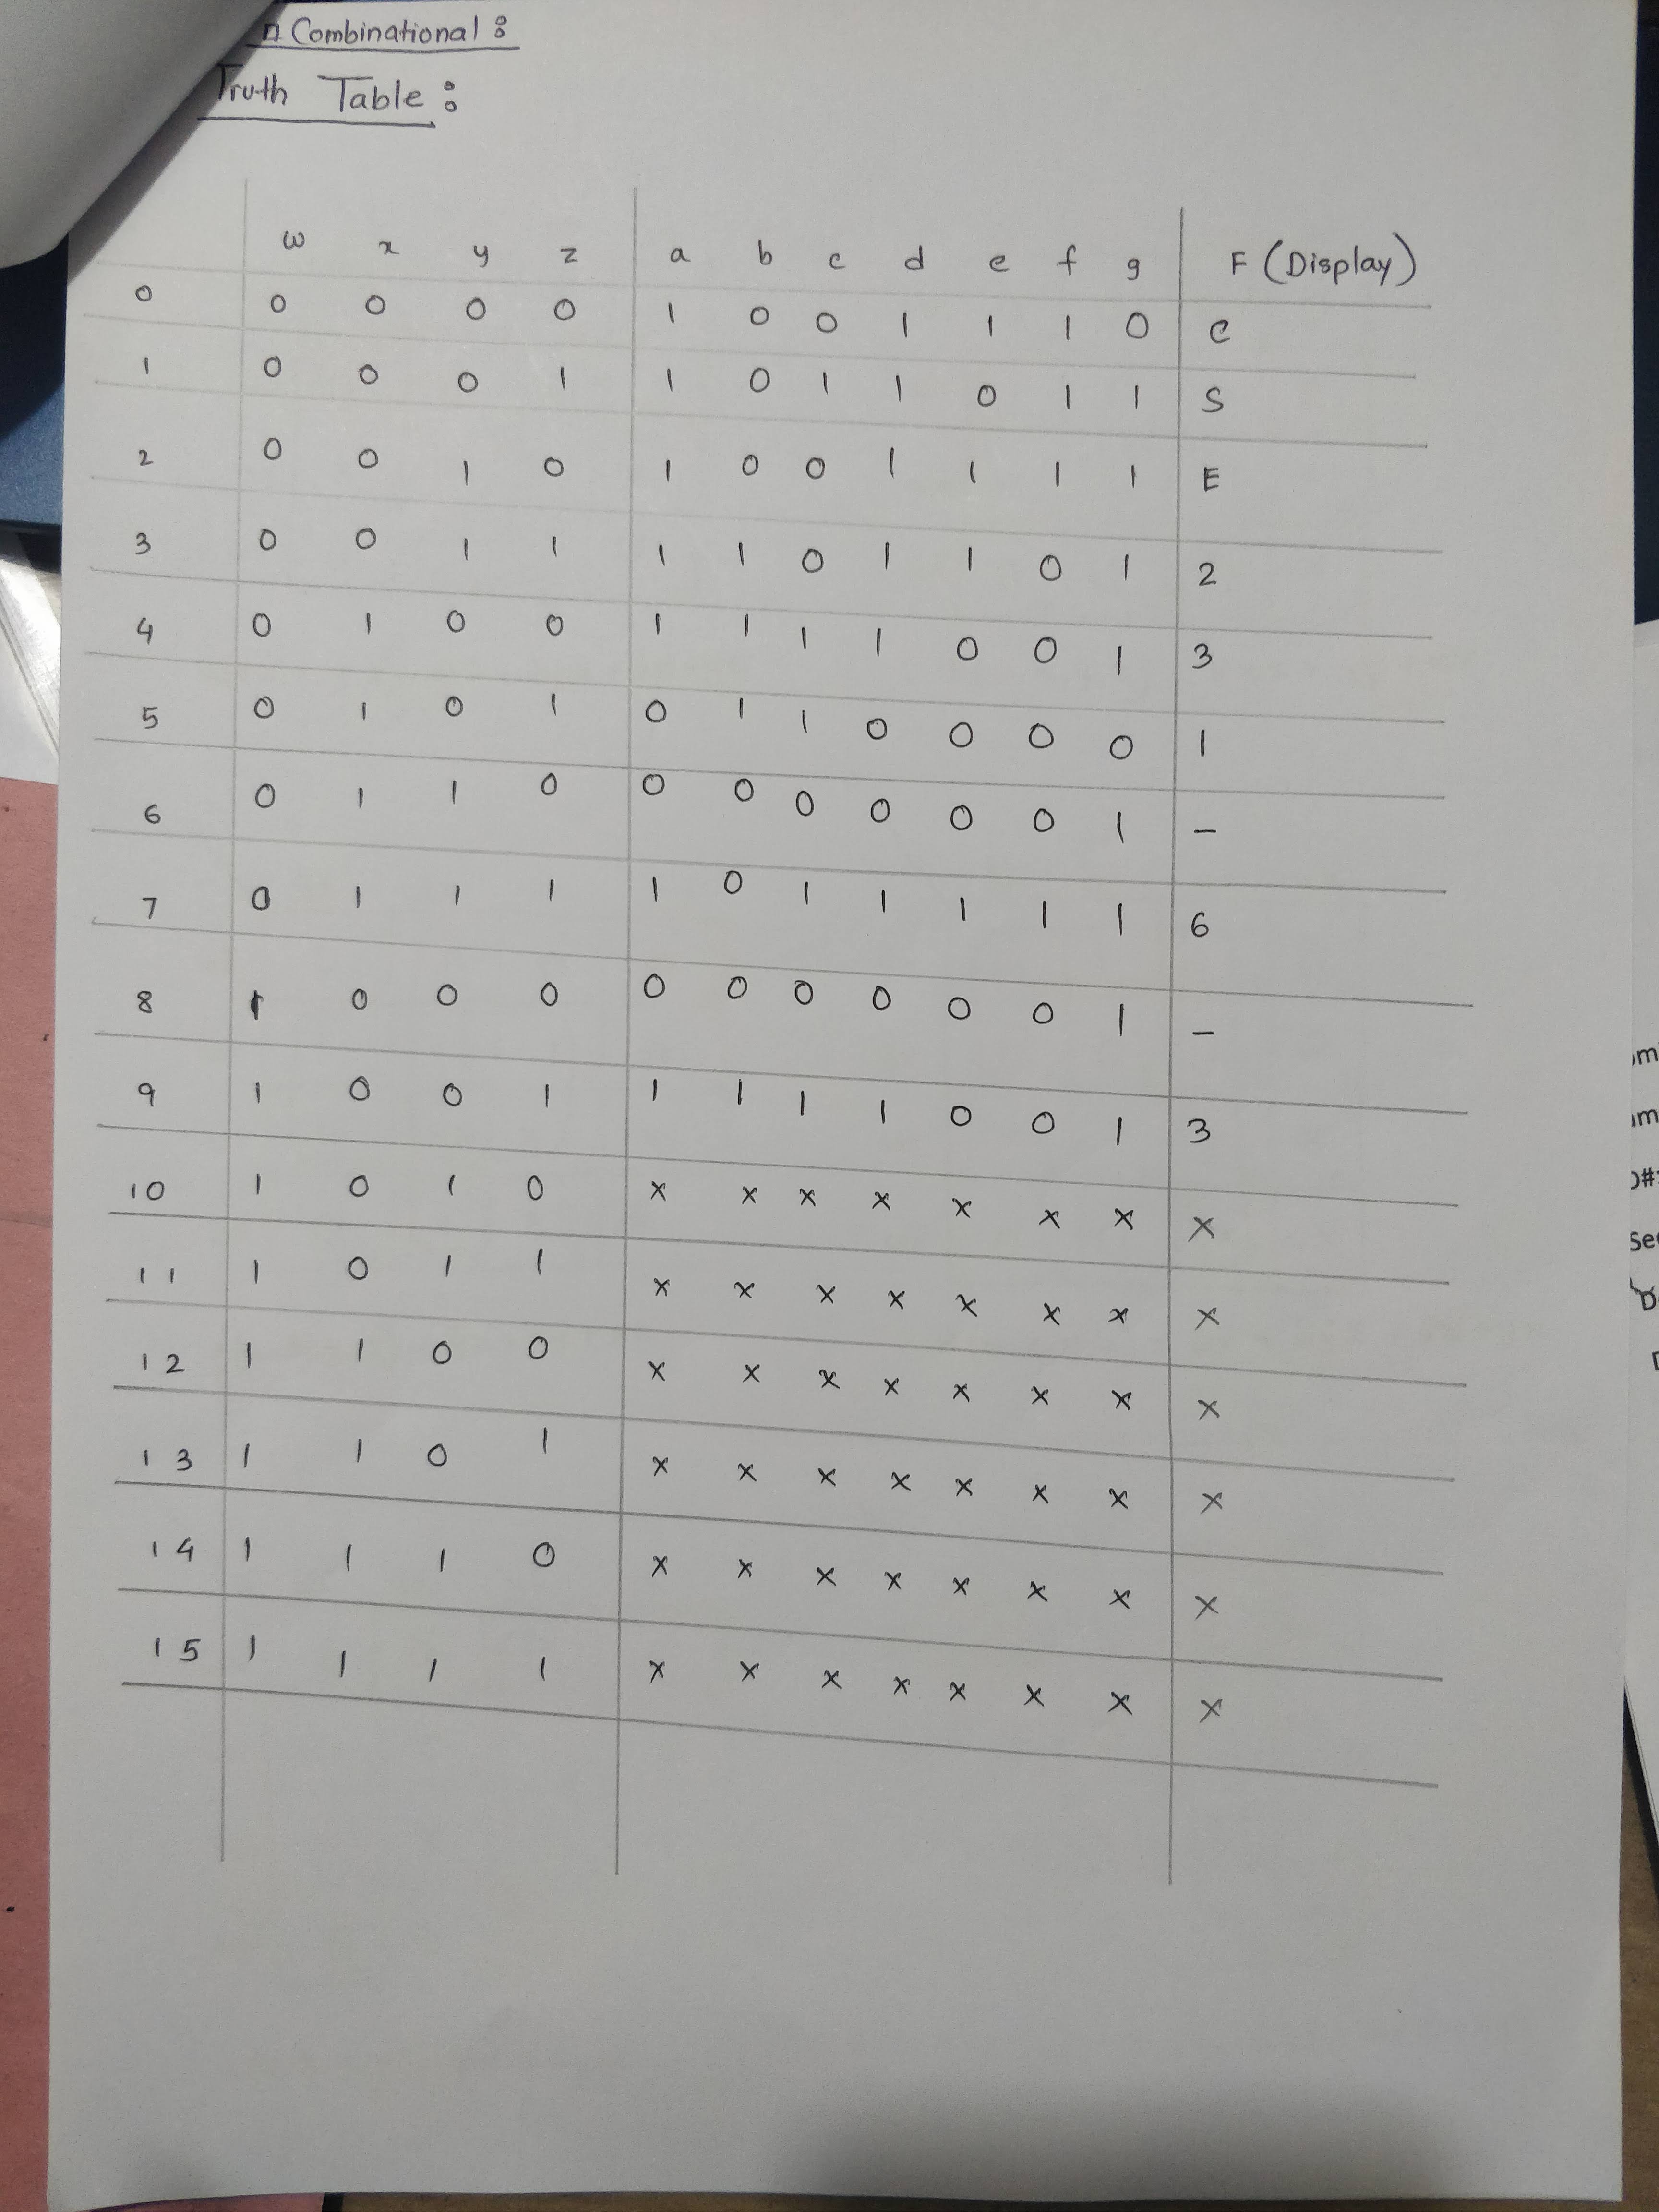 n Combinational :
Truth Table :
w x y z a b c d e f g F (Display)
0 0 0 0 0 1 0 0 1 1 1 0 C
1 0 0 0 1 1 0 1 1 0 1 1 S
2 0 0 1 0 1 0 0 1 1 1 1 E
3 0 0 1 1 1 1 0 1 1 0 1 2
4 0 1 0 0 1 1 1 1 0 0 1 3
5 0 1 0 1 0 1 1 0 0 0 0 1
6 0 1 1 0 0 0 0 0 0 0 1 –
7 0 1 1 1 1 0 1 1 1 1 1 6
8 1 0 0 0 0 0 0 0 0 0 1 –
9 1 0 0 1 1 1 1 1 0 0 1 3
10 1 0 1 0 x x x x x x x x
11 1 0 1 1 x x x x x x x x
12 1 1 0 0 x x x x x x x x
13 1 1 0 1 x x x x x x x x
14 1 1 1 0 x x x x x x x x
15 1 1 1 1 x x x x x x x x